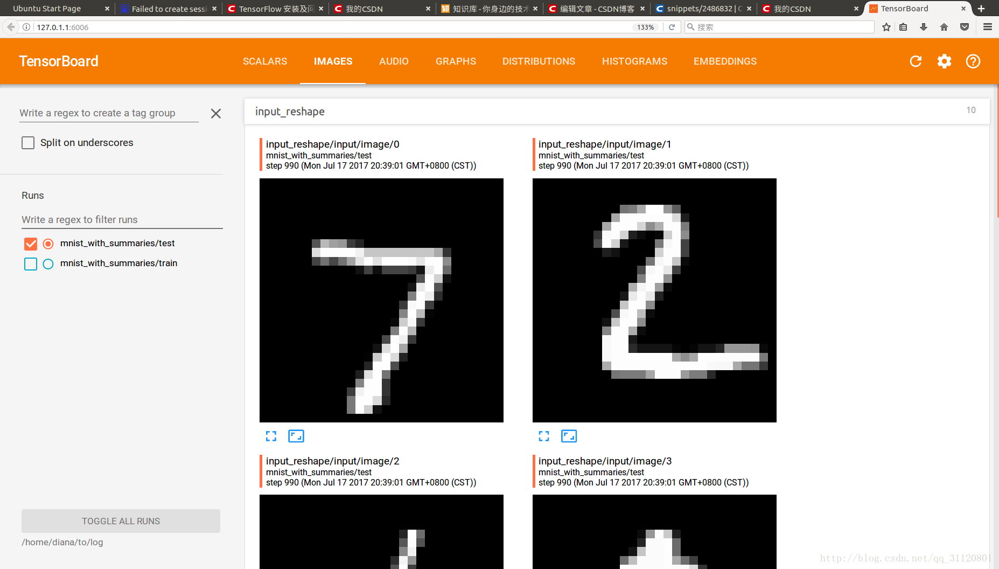 Ubuntu Start Page
Failed to create sessi
TensorFlow 安装及问
我的CSDN
知识库 - 你身边的技术
编辑文章 - CSDN博客
snippets/2486832 | C
我的CSDN
TensorBoard
127.0.1.1:6006
133%
搜索
TensorBoard
SCALARS
IMAGES
AUDIO
GRAPHS
DISTRIBUTIONS
HISTOGRAMS
EMBEDDINGS
Write a regex to create a tag group
Split on underscores
Runs
Write a regex to filter runs
mnist_with_summaries/test
mnist_with_summaries/train
TOGGLE ALL RUNS
/home/diana/to/log
input_reshape
10
input_reshape/input/image/0
mnist_with_summaries/test
step 990 (Mon Jul 17 2017 20:39:01 GMT+0800 (CST))
7
input_reshape/input/image/1
mnist_with_summaries/test
step 990 (Mon Jul 17 2017 20:39:01 GMT+0800 (CST))
2
input_reshape/input/image/2
mnist_with_summaries/test
step 990 (Mon Jul 17 2017 20:39:01 GMT+0800 (CST))
input_reshape/input/image/3
mnist_with_summaries/test
step 990 (Mon Jul 17 2017 20:39:01 GMT+0800 (CST))
http://blog.csdn.net/qq_31120801